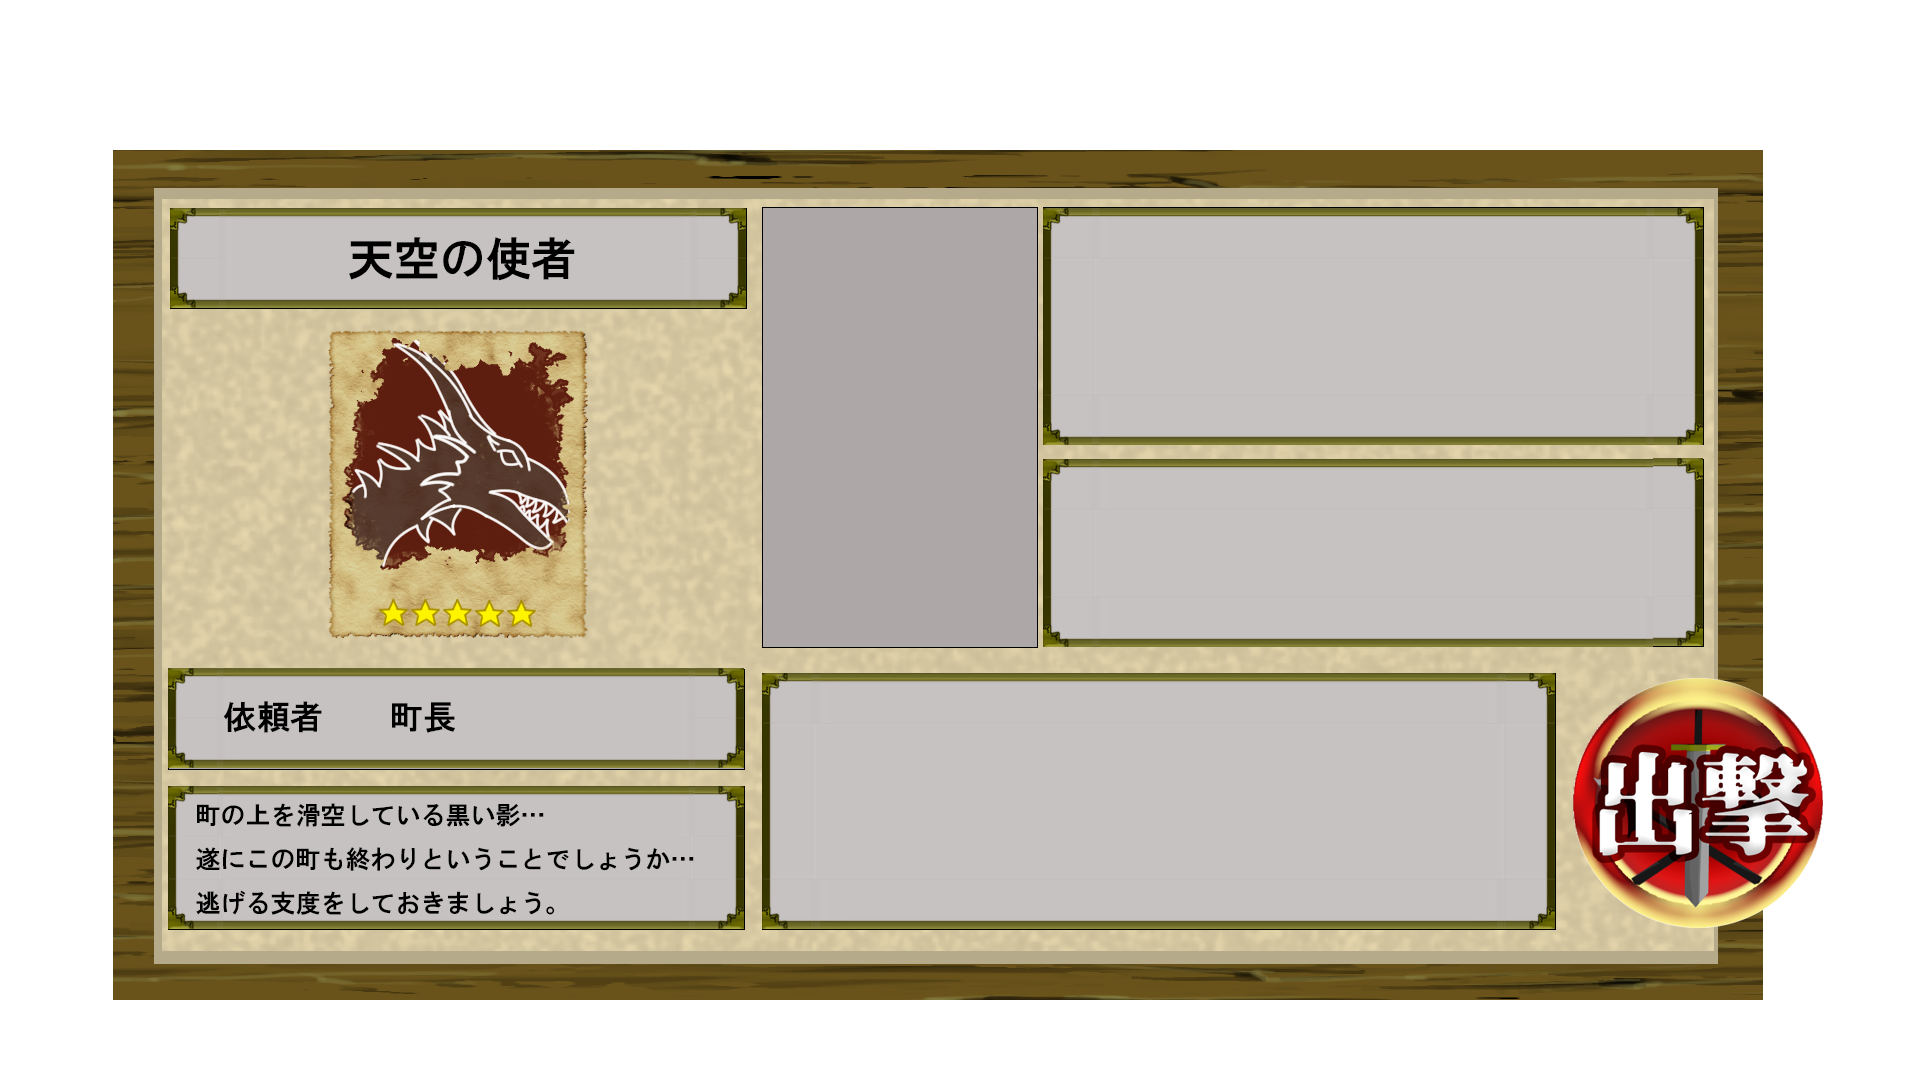 天空の使者
依頼者　　町長
町の上を滑空している黒い影…
遂にこの町も終わりということでしょうか…
逃げる支度をしておきましょう。
出撃